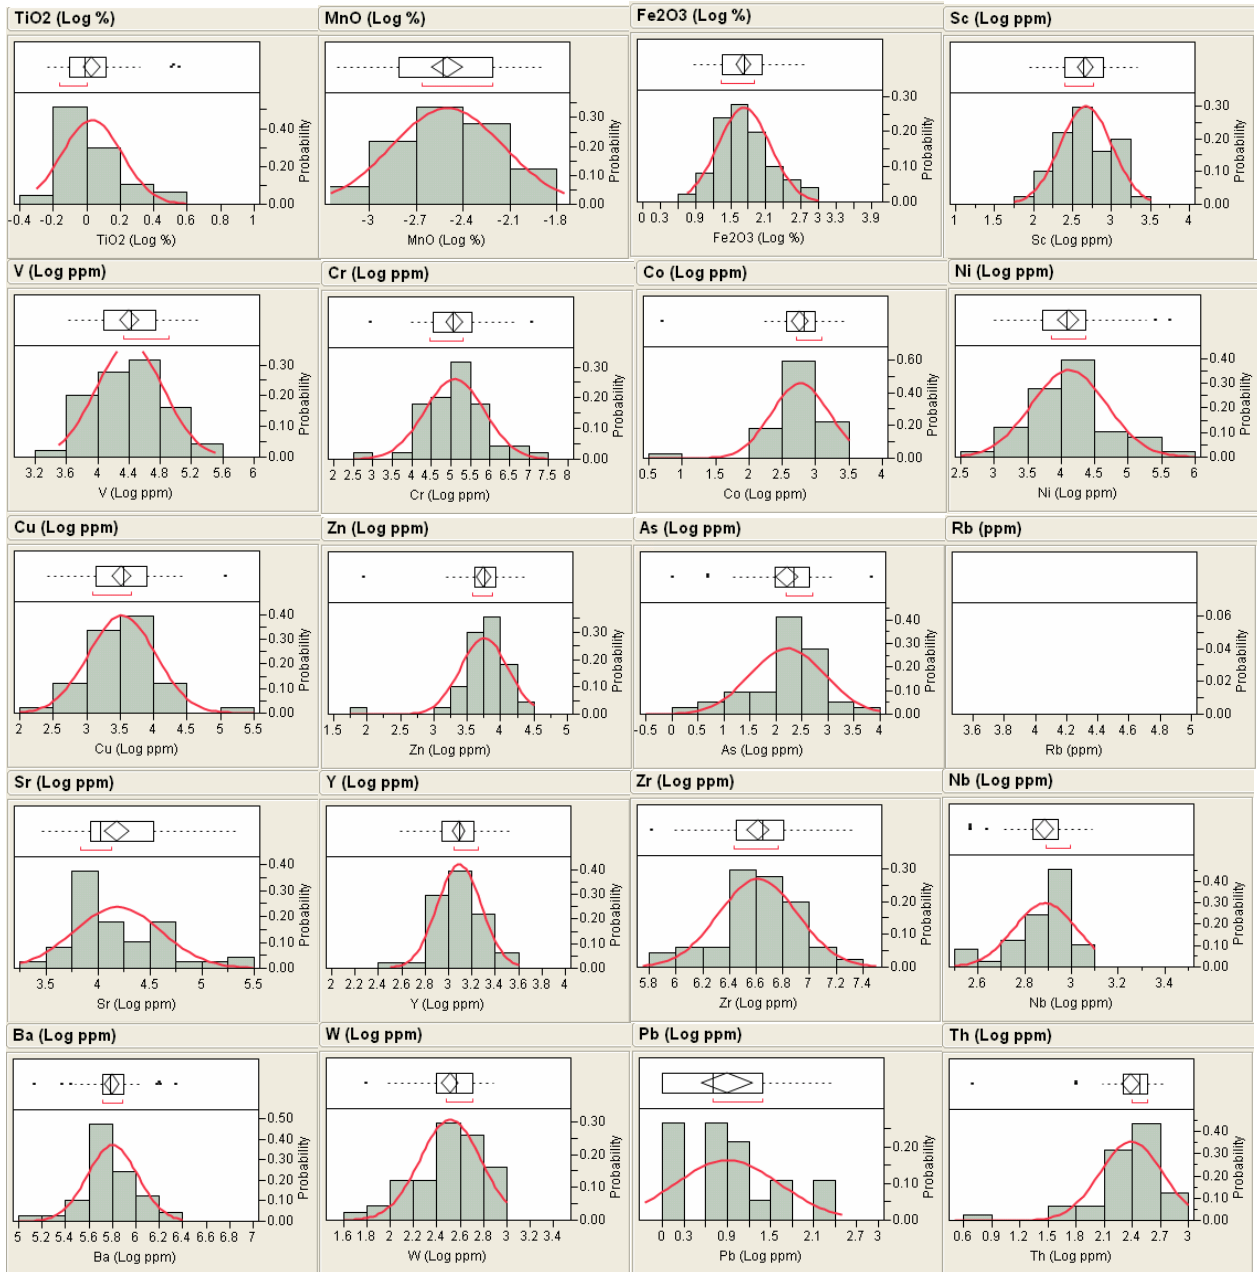 TiO2 (Log %)
0.40
0.20
0.00
Probability
-0.4 -0.2 0 0.2 0.4 0.6 0.8 1
TiO2 (Log %)
MnO (Log %)
0.30
0.20
0.10
0.00
Probability
-3 -2.7 -2.4 -2.1 -1.8
MnO (Log %)
Fe2O3 (Log %)
0.30
0.20
0.10
0.00
Probability
0 0.3 0.9 1.5 2.1 2.7 3 3.3 3.9
Fe2O3 (Log %)
Sc (Log ppm)
0.30
0.20
0.10
0.00
Probability
1 1.5 2 2.5 3 3.5 4
Sc (Log ppm)
V (Log ppm)
0.30
0.20
0.10
0.00
Probability
3.2 3.6 4 4.4 4.8 5.2 5.6 6
V (Log ppm)
Cr (Log ppm)
0.30
0.20
0.10
0.00
Probability
2 2.5 3 3.5 4 4.5 5 5.5 6 6.5 7 7.5 8
Cr (Log ppm)
Co (Log ppm)
0.60
0.40
0.20
0.00
Probability
0.5 1 1.5 2 2.5 3 3.5 4
Co (Log ppm)
Ni (Log ppm)
0.40
0.30
0.20
0.10
0.00
Probability
2.5 3 3.5 4 4.5 5 5.5 6
Ni (Log ppm)
Cu (Log ppm)
0.40
0.30
0.20
0.10
0.00
Probability
2 2.5 3 3.5 4 4.5 5 5.5
Cu (Log ppm)
Zn (Log ppm)
0.30
0.20
0.10
0.00
Probability
1.5 2 2.5 3 3.5 4 4.5 5
Zn (Log ppm)
As (Log ppm)
0.40
0.30
0.20
0.10
0.00
Probability
-0.5 0 0.5 1 1.5 2 2.5 3 3.5 4
As (Log ppm)
Rb (ppm)
0.06
0.04
0.02
0.00
Probability
3.6 3.8 4 4.2 4.4 4.6 4.8 5
Rb (ppm)
Sr (Log ppm)
0.40
0.30
0.20
0.10
0.00
Probability
3.5 4 4.5 5 5.5
Sr (Log ppm)
Y (Log ppm)
0.40
0.30
0.20
0.10
0.00
Probability
2 2.2 2.4 2.6 2.8 3 3.2 3.4 3.6 3.8 4
Y (Log ppm)
Zr (Log ppm)
0.30
0.20
0.10
0.00
Probability
5.8 6 6.2 6.4 6.6 6.8 7 7.2 7.4
Zr (Log ppm)
Nb (Log ppm)
0.40
0.30
0.20
0.10
0.00
Probability
2.6 2.8 3 3.2 3.4
Nb (Log ppm)
Ba (Log ppm)
0.50
0.40
0.30
0.20
0.10
0.00
Probability
5 5.2 5.4 5.6 5.8 6 6.2 6.4 6.6 6.8 7
Ba (Log ppm)
W (Log ppm)
0.30
0.20
0.10
0.00
Probability
1.6 1.8 2 2.2 2.4 2.6 2.8 3 3.2 3.4
W (Log ppm)
Pb (Log ppm)
0.20
0.10
0.00
Probability
0 0.3 0.9 1.5 2.1 2.7 3
Pb (Log ppm)
Th (Log ppm)
0.40
0.30
0.20
0.10
0.00
Probability
0.6 1.2 1.5 1.8 2.1 2.4 2.7 3
Th (Log ppm)